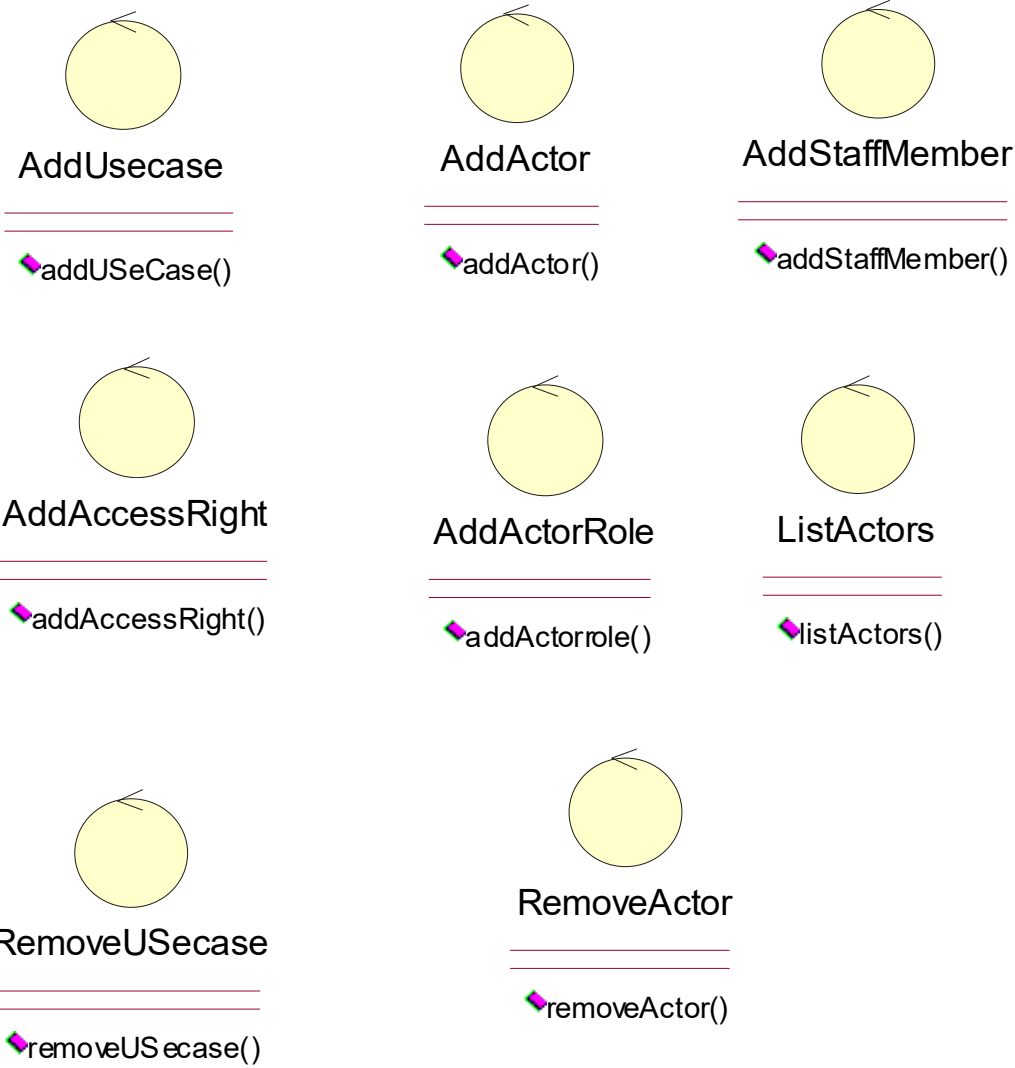 AddUsecase
addUSeCase()
AddActor
addActor()
AddStaffMember
addStaffMember()
AddAccessRight
addAccessRight()
AddActorRole
addActorrole()
ListActors
listActors()
RemoveUSecase
removeUSecase()
RemoveActor
removeActor()